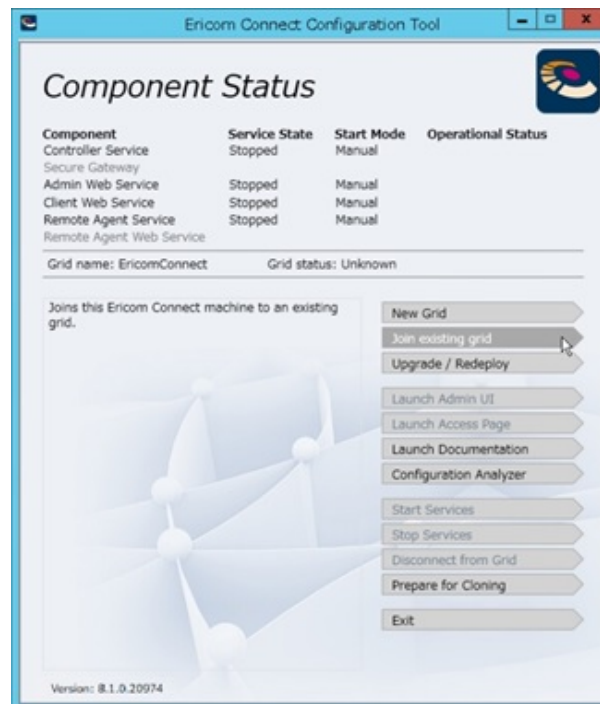 Ericom Connect Configuration Tool
Component Status
Component Service State Start Mode Operational Status
Controller Service Stopped Manual
Secure Gateway
Admin Web Service Stopped Manual
Client Web Service Stopped Manual
Remote Agent Service Stopped Manual
Remote Agent Web Service
Grid name: EricomConnect Grid status: Unknown
Joins this Ericom Connect machine to an existing
grid.
New Grid
Join existing grid
Upgrade / Redeploy
Launch Admin UI
Launch Access Page
Launch Documentation
Configuration Analyzer
Start Services
Stop Services
Disconnect from Grid
Prepare for Cloning
Exit
Version: 8.1.0.20974